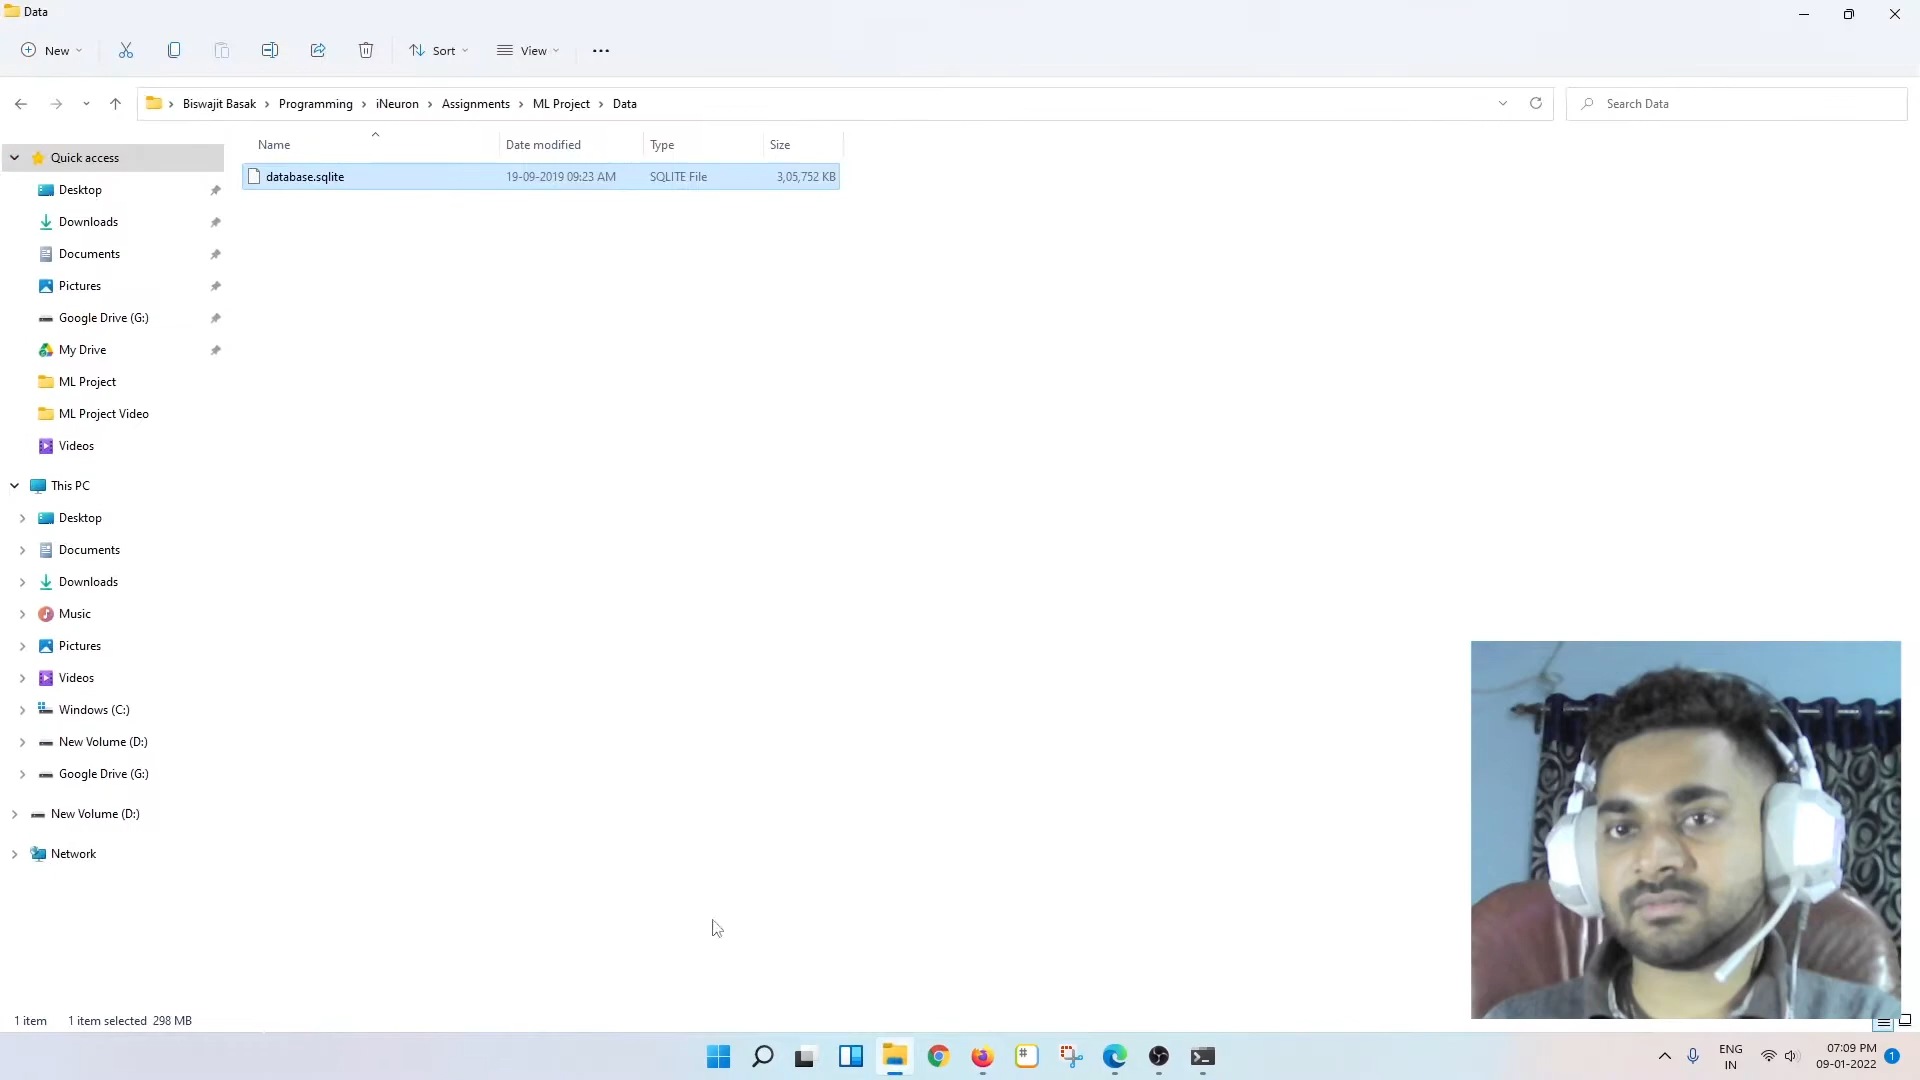 Data
New
Sort
View
Biswajit Basak > Programming > iNeuron > Assignments > ML Project > Data
Search Data
Name Date modified Type Size
database.sqlite 19-09-2019 09:23 AM SQLITE File 3,05,752 KB
Quick access
Desktop
Downloads
Documents
Pictures
Google Drive (G:)
My Drive
ML Project
ML Project Video
Videos
This PC
Desktop
Documents
Downloads
Music
Pictures
Videos
Windows (C:)
New Volume (D:)
Google Drive (G:)
New Volume (D:)
Network
1 item 1 item selected 298 MB
ENG
IN
07:09 PM
09-01-2022
1